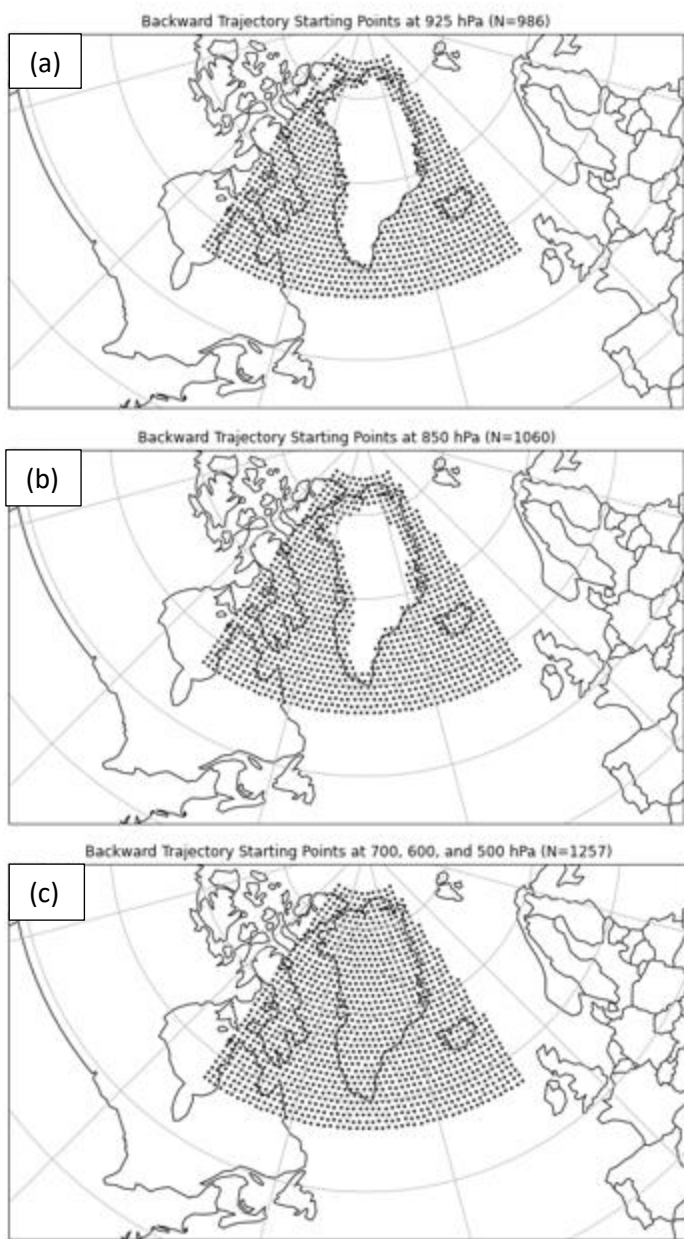 Backward Trajectory Starting Points at 925 hPa (N=986)
(a)
Backward Trajectory Starting Points at 850 hPa (N=1060)
(b)
Backward Trajectory Starting Points at 700, 600, and 500 hPa (N=1257)
(c)